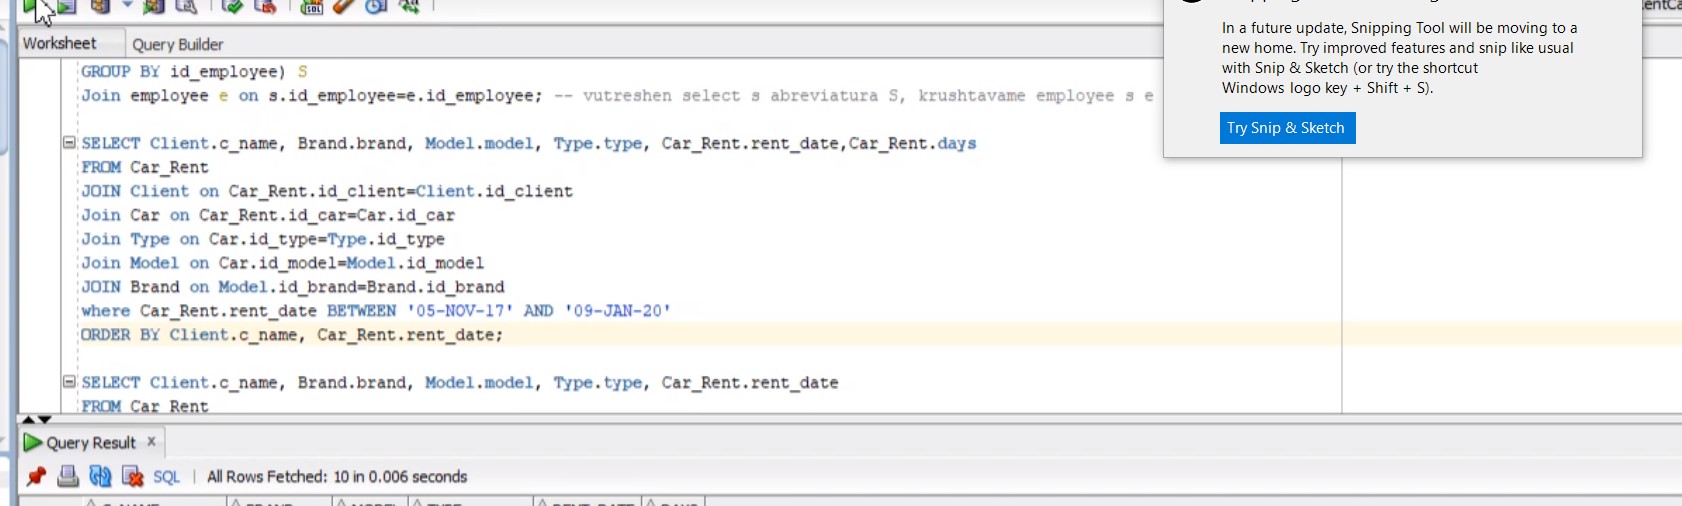 Worksheet
Query Builder
In a future update, Snipping Tool will be moving to a
new home. Try improved features and snip like usual
with Snip & Sketch (or try the shortcut
Windows logo key + Shift + S).
Try Snip & Sketch
GROUP BY id_employee) S
Join employee e on s.id_employee=e.id_employee; -- vutreshen select s abreviatura S, krushtavame employee s e
SELECT Client.c_name, Brand.brand, Model.model, Type.type, Car_Rent.rent_date,Car_Rent.days
FROM Car_Rent
JOIN Client on Car_Rent.id_client=Client.id_client
Join Car on Car_Rent.id_car=Car.id_car
Join Type on Car.id_type=Type.id_type
Join Model on Car.id_model=Model.id_model
JOIN Brand on Model.id_brand=Brand.id_brand
where Car_Rent.rent_date BETWEEN '05-NOV-17' AND '09-JAN-20'
ORDER BY Client.c_name, Car_Rent.rent_date;
SELECT Client.c_name, Brand.brand, Model.model, Type.type, Car_Rent.rent_date
FROM Car_Rent
Query Result
SQL | All Rows Fetched: 10 in 0.006 seconds